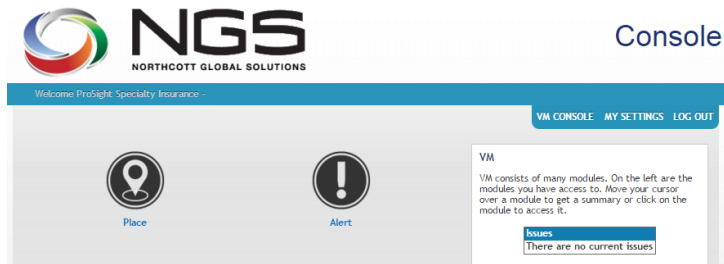 NGS
NORTHCOTT GLOBAL SOLUTIONS
Console
Welcome ProSight Specialty Insurance -
VM CONSOLE MY SETTINGS LOG OUT
Place
Alert
VM
VM consists of many modules. On the left are the
modules you have access to. Move your cursor
over a module to get a summary or click on the
module to access it.
Issues
There are no current issues